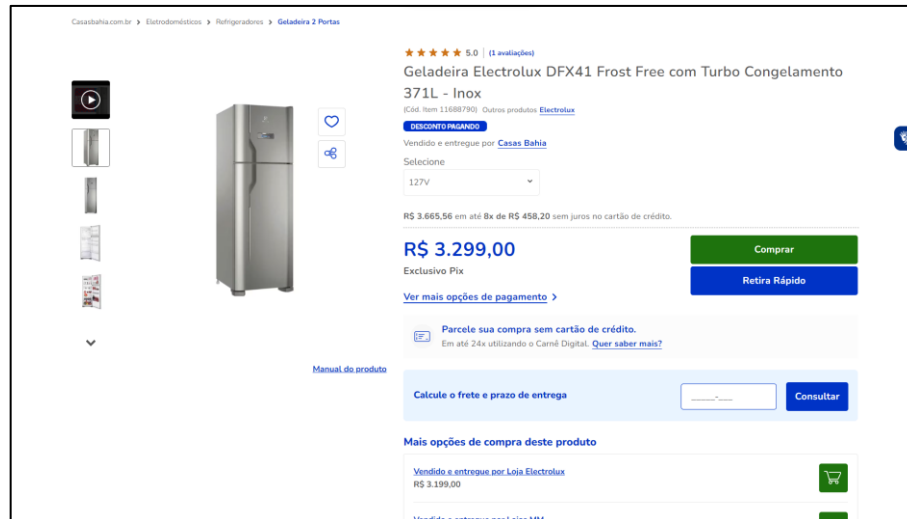 Casasbahia.com.br > Eletrodomésticos > Refrigeradores > Geladeira 2 Portas
5.0 | (1 avaliações)
Geladeira Electrolux DFX41 Frost Free com Turbo Congelamento
371L - Inox
(Cód. Item 11688790) Outros produtos Electrolux
DESCONTO PAGANDO
Vendido e entregue por Casas Bahia
Selecione
127V
R$ 3.665,56 em até 8x de R$ 458,20 sem juros no cartão de crédito.
R$ 3.299,00
Comprar
Exclusivo Pix
Retira Rápido
Ver mais opções de pagamento >
Parcele sua compra sem cartão de crédito.
Em até 24x utilizando o Carnê Digital. Quer saber mais?
Manual do produto
Calcule o frete e prazo de entrega
_____-___
Consultar
Mais opções de compra deste produto
Vendido e entregue por Loja Electrolux
R$ 3.199,00
Vendido e entregue por